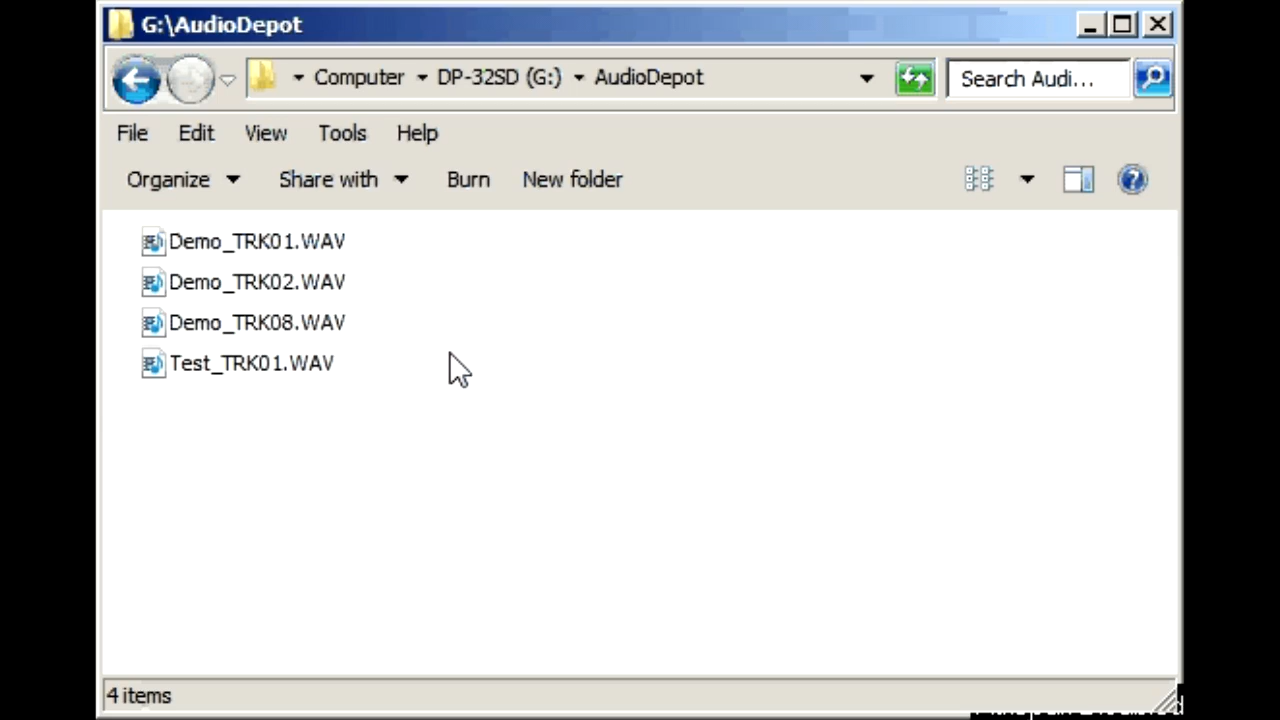 G:\AudioDepot
Computer DP-32SD (G:) AudioDepot Search Audi...
File Edit View Tools Help
Organize Share with Burn New folder
Demo_TRK01.WAV
Demo_TRK02.WAV
Demo_TRK08.WAV
Test_TRK01.WAV
4 items